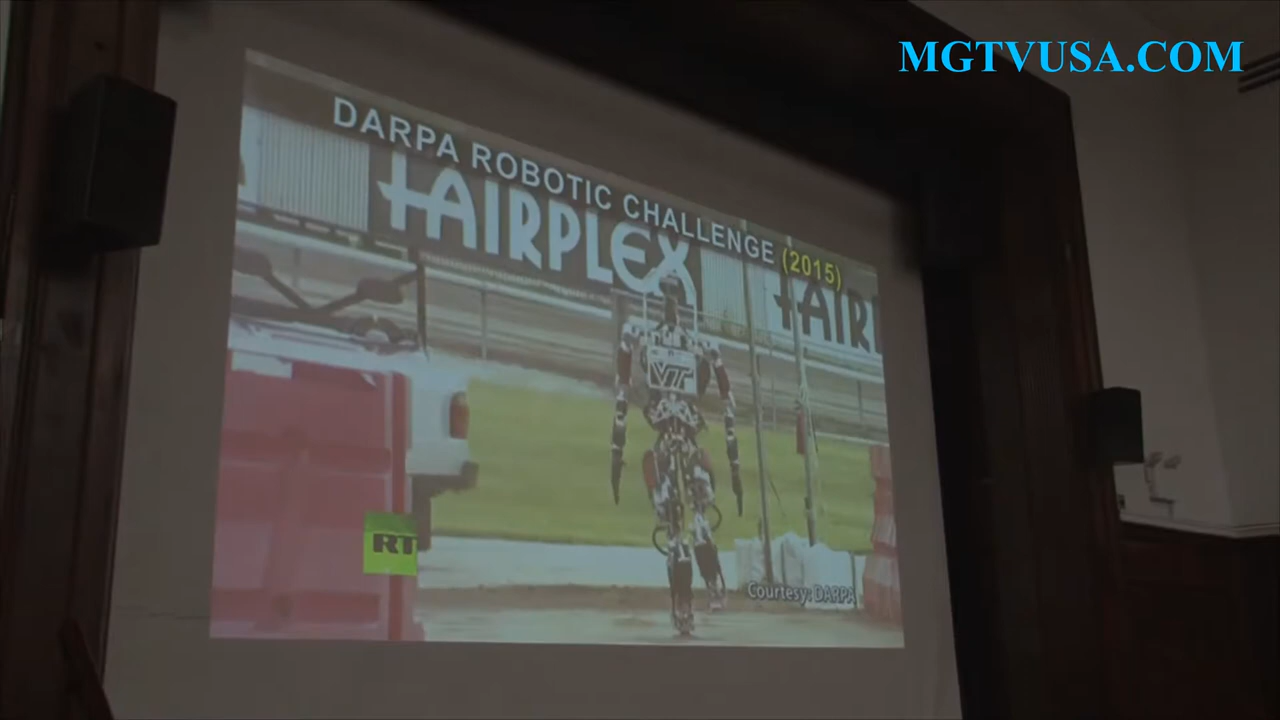 MGTVUSA.COM
DARPA ROBOTIC CHALLENGE (2015)
FAIRPLEX
FAIR
VT
RT
Courtesy: DARPA